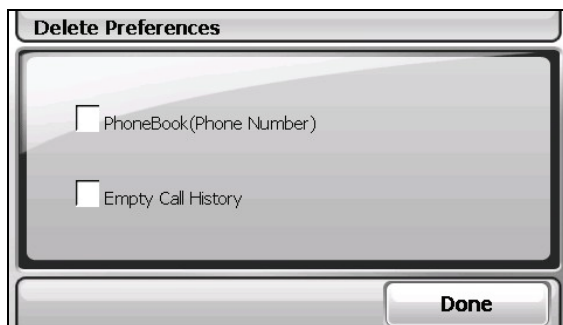 Delete Preferences
PhoneBook(Phone Number)
Empty Call History
Done